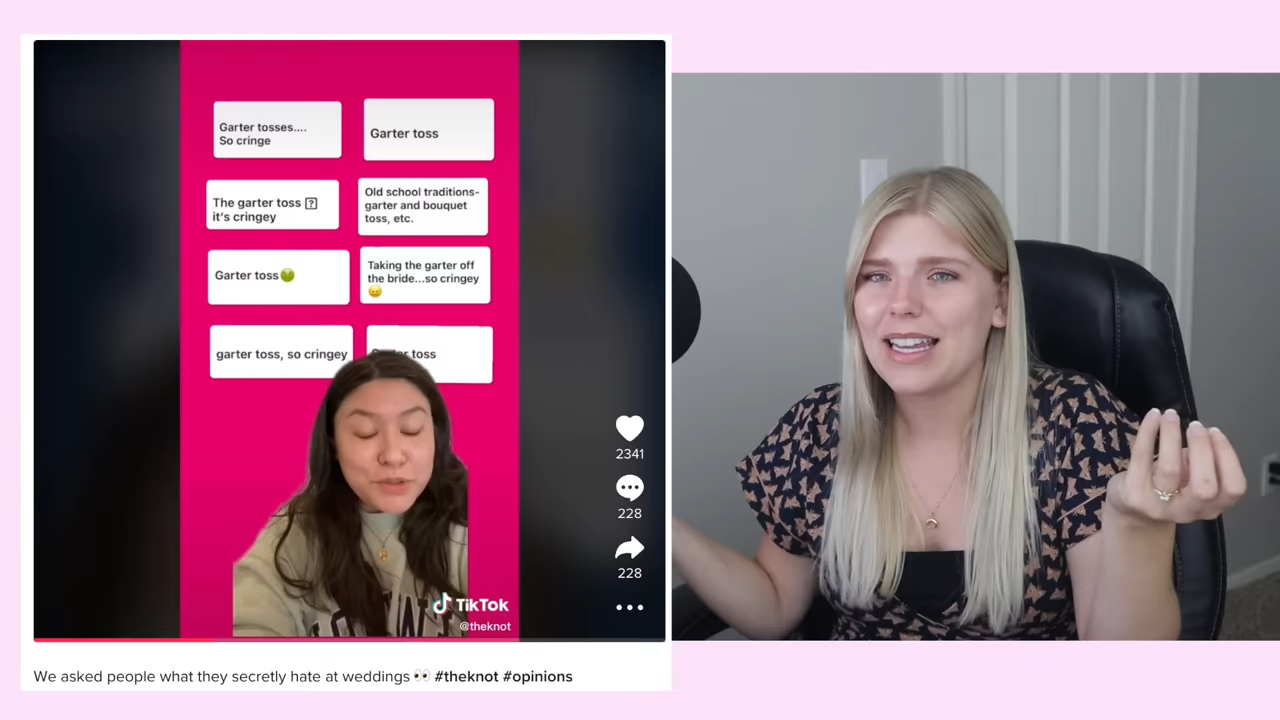 Garter tosses....
So cringe
Garter toss
The garter toss
it's cringey
Old school traditions-
garter and bouquet
toss, etc.
Garter toss🤢
Taking the garter off
the bride...so cringey
😝
garter toss, so cringey
toss
2341
228
228
TikTok
@theknot
We asked people what they secretly hate at weddings 👀 #theknot #opinions